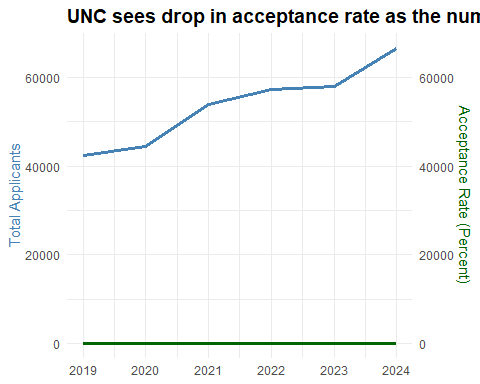 UNC sees drop in acceptance rate as the num
60000
40000
20000
0
Total Applicants
60000
40000
20000
0
Acceptance Rate (Percent)
2019 2020 2021 2022 2023 2024